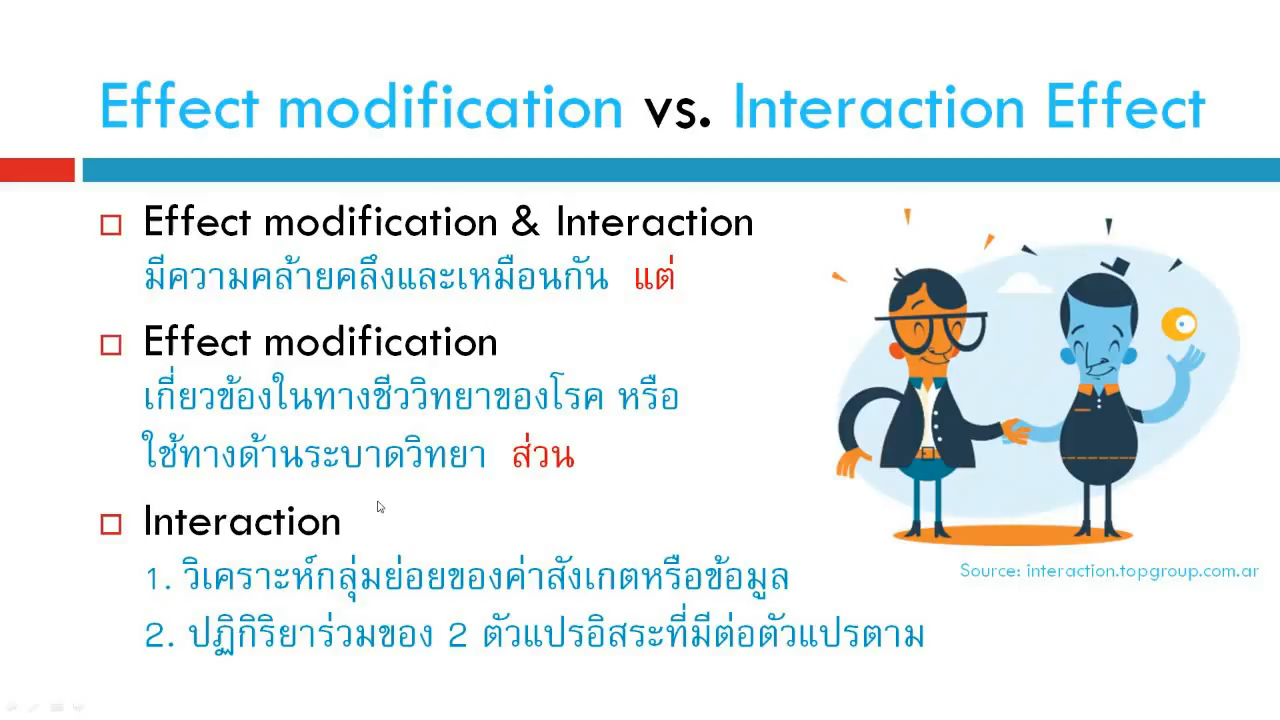 Effect modification vs. Interaction Effect
Effect modification & Interaction
มีความคล้ายคลึงและเหมือนกัน แต่
Effect modification
เกี่ยวข้องในทางชีววิทยาของโรค หรือ
ใช้ทางด้านระบาดวิทยา ส่วน
Interaction
1. วิเคราะห์กลุ่มย่อยของค่าสังเกตหรือข้อมูล
2. ปฏิกิริยาร่วมของ 2 ตัวแปรอิสระที่มีต่อตัวแปรตาม
Source: interaction.topgroup.com.ar